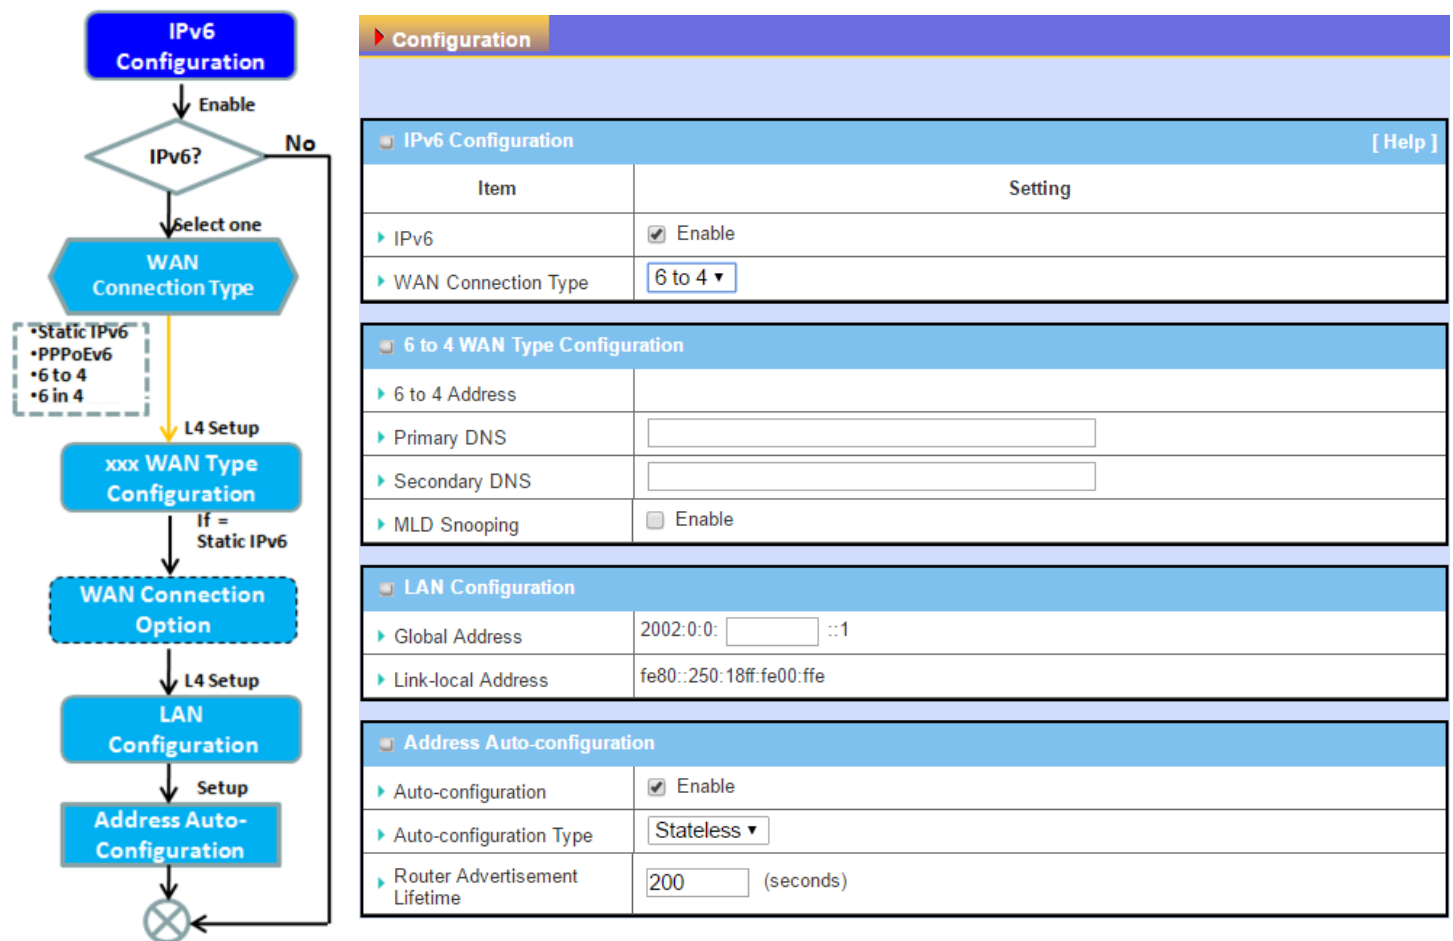 IPv6
Configuration
Enable
IPv6?
No
Select one
WAN
Connection Type
•Static IPv6
•PPPoEv6
•6 to 4
•6 in 4
L4 Setup
xxx WAN Type
Configuration
If =
Static IPv6
WAN Connection
Option
L4 Setup
LAN
Configuration
Setup
Address Auto-
Configuration
Configuration
IPv6 Configuration [ Help ]
Item Setting
IPv6 Enable
WAN Connection Type 6 to 4
6 to 4 WAN Type Configuration
6 to 4 Address
Primary DNS
Secondary DNS
MLD Snooping Enable
LAN Configuration
Global Address 2002:0:0: ::1
Link-local Address fe80::250:18ff:fe00:ffe
Address Auto-configuration
Auto-configuration Enable
Auto-configuration Type Stateless
Router Advertisement
Lifetime 200 (seconds)